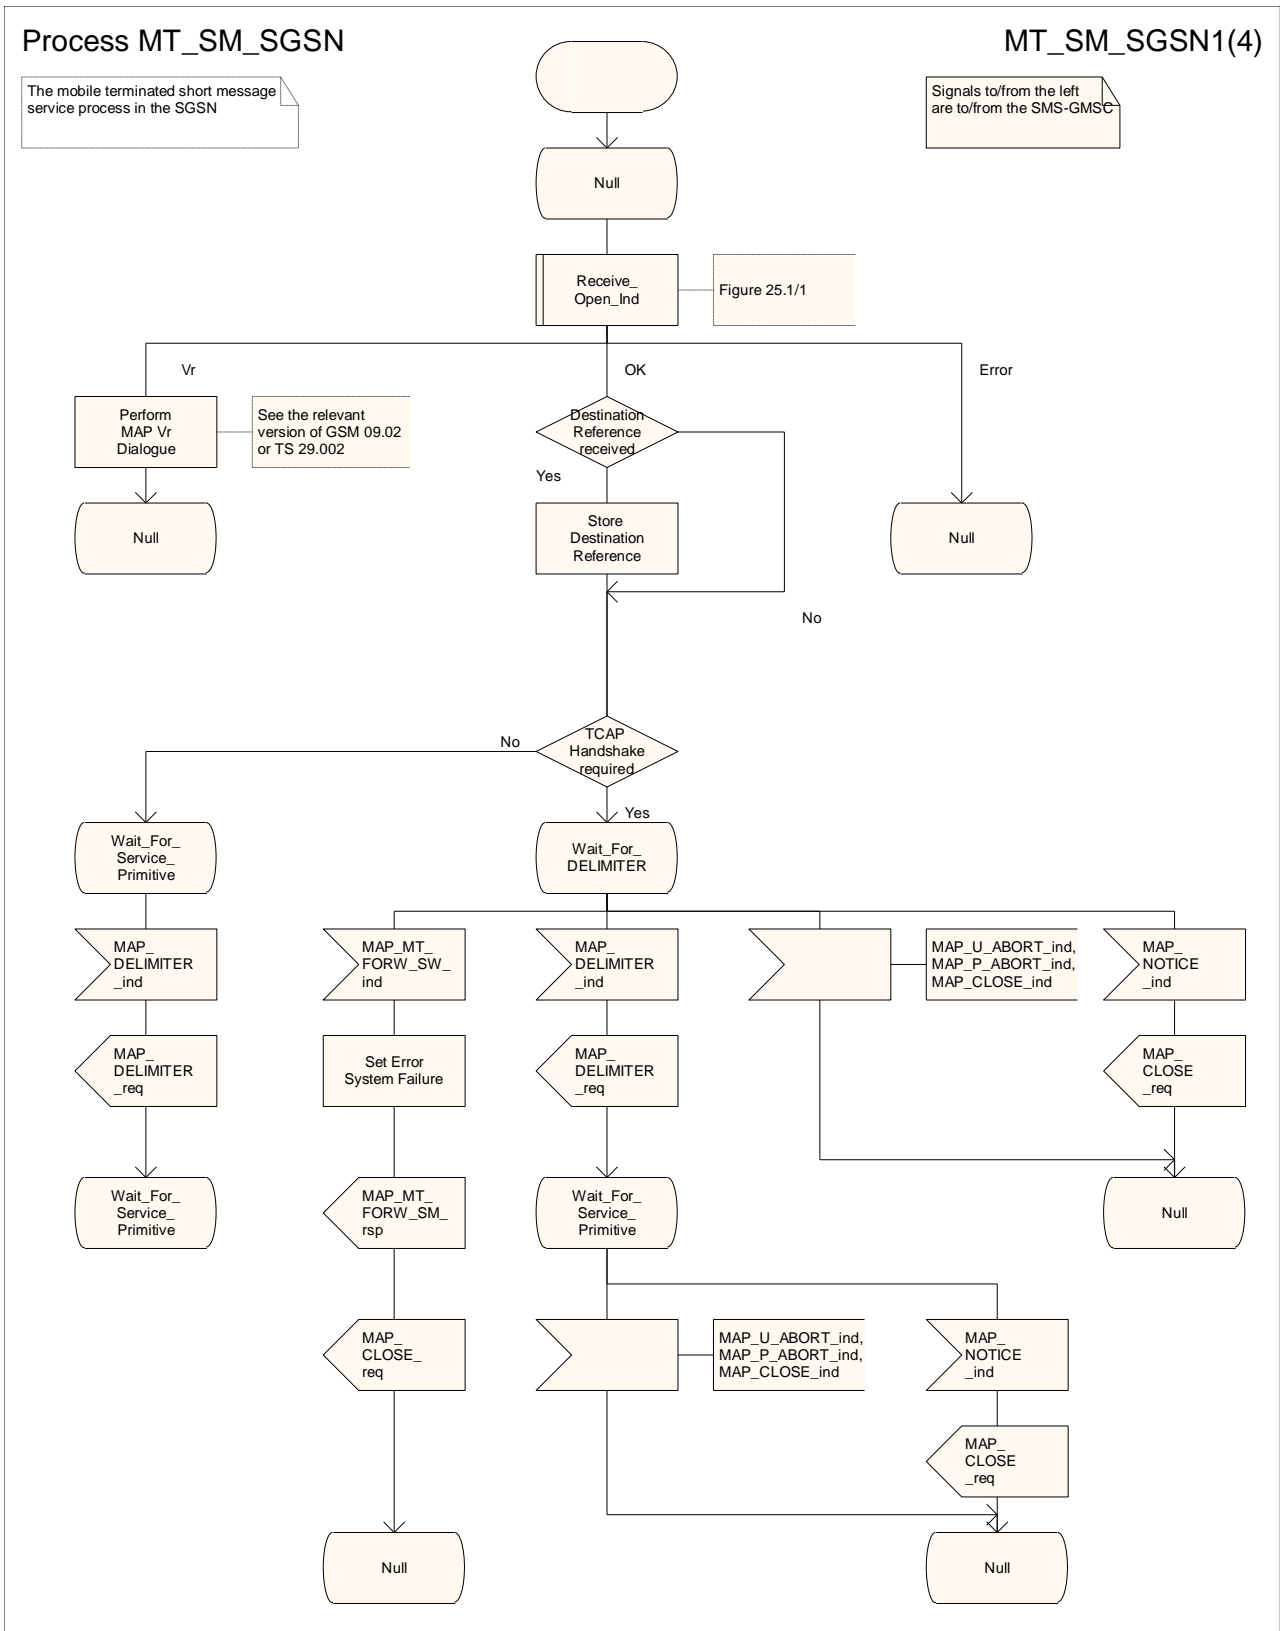 Process MT_SM_SGSN
MT_SM_SGSN1(4)
The mobile terminated short message
service process in the SGSN
Signals to/from the left
are to/from the SMS-GMSC
Null
Receive_
Open_Ind
Figure 25.1/1
Vr
OK
Error
Perform
MAP Vr
Dialogue
See the relevant
version of GSM 09.02
or TS 29.002
Destination
Reference
received
Yes
Null
Store
Destination
Reference
Null
No
TCAP
Handshake
required
No
Yes
Wait_For_
Service_
Primitive
Wait_For_
DELIMITER
MAP_
DELIMITER
_ind
MAP_MT_
FORW_SW_
ind
MAP_
DELIMITER
_ind
MAP_U_ABORT_ind,
MAP_P_ABORT_ind,
MAP_CLOSE_ind
MAP_
NOTICE
_ind
MAP_
DELIMITER
_req
Set Error
System Failure
MAP_
DELIMITER
_req
MAP_
CLOSE
_req
Wait_For_
Service_
Primitive
MAP_MT_
FORW_SM_
rsp
Wait_For_
Service_
Primitive
Null
MAP_
CLOSE_
req
MAP_U_ABORT_ind,
MAP_P_ABORT_ind,
MAP_CLOSE_ind
MAP_
NOTICE
_ind
MAP_
CLOSE
_req
Null
Null